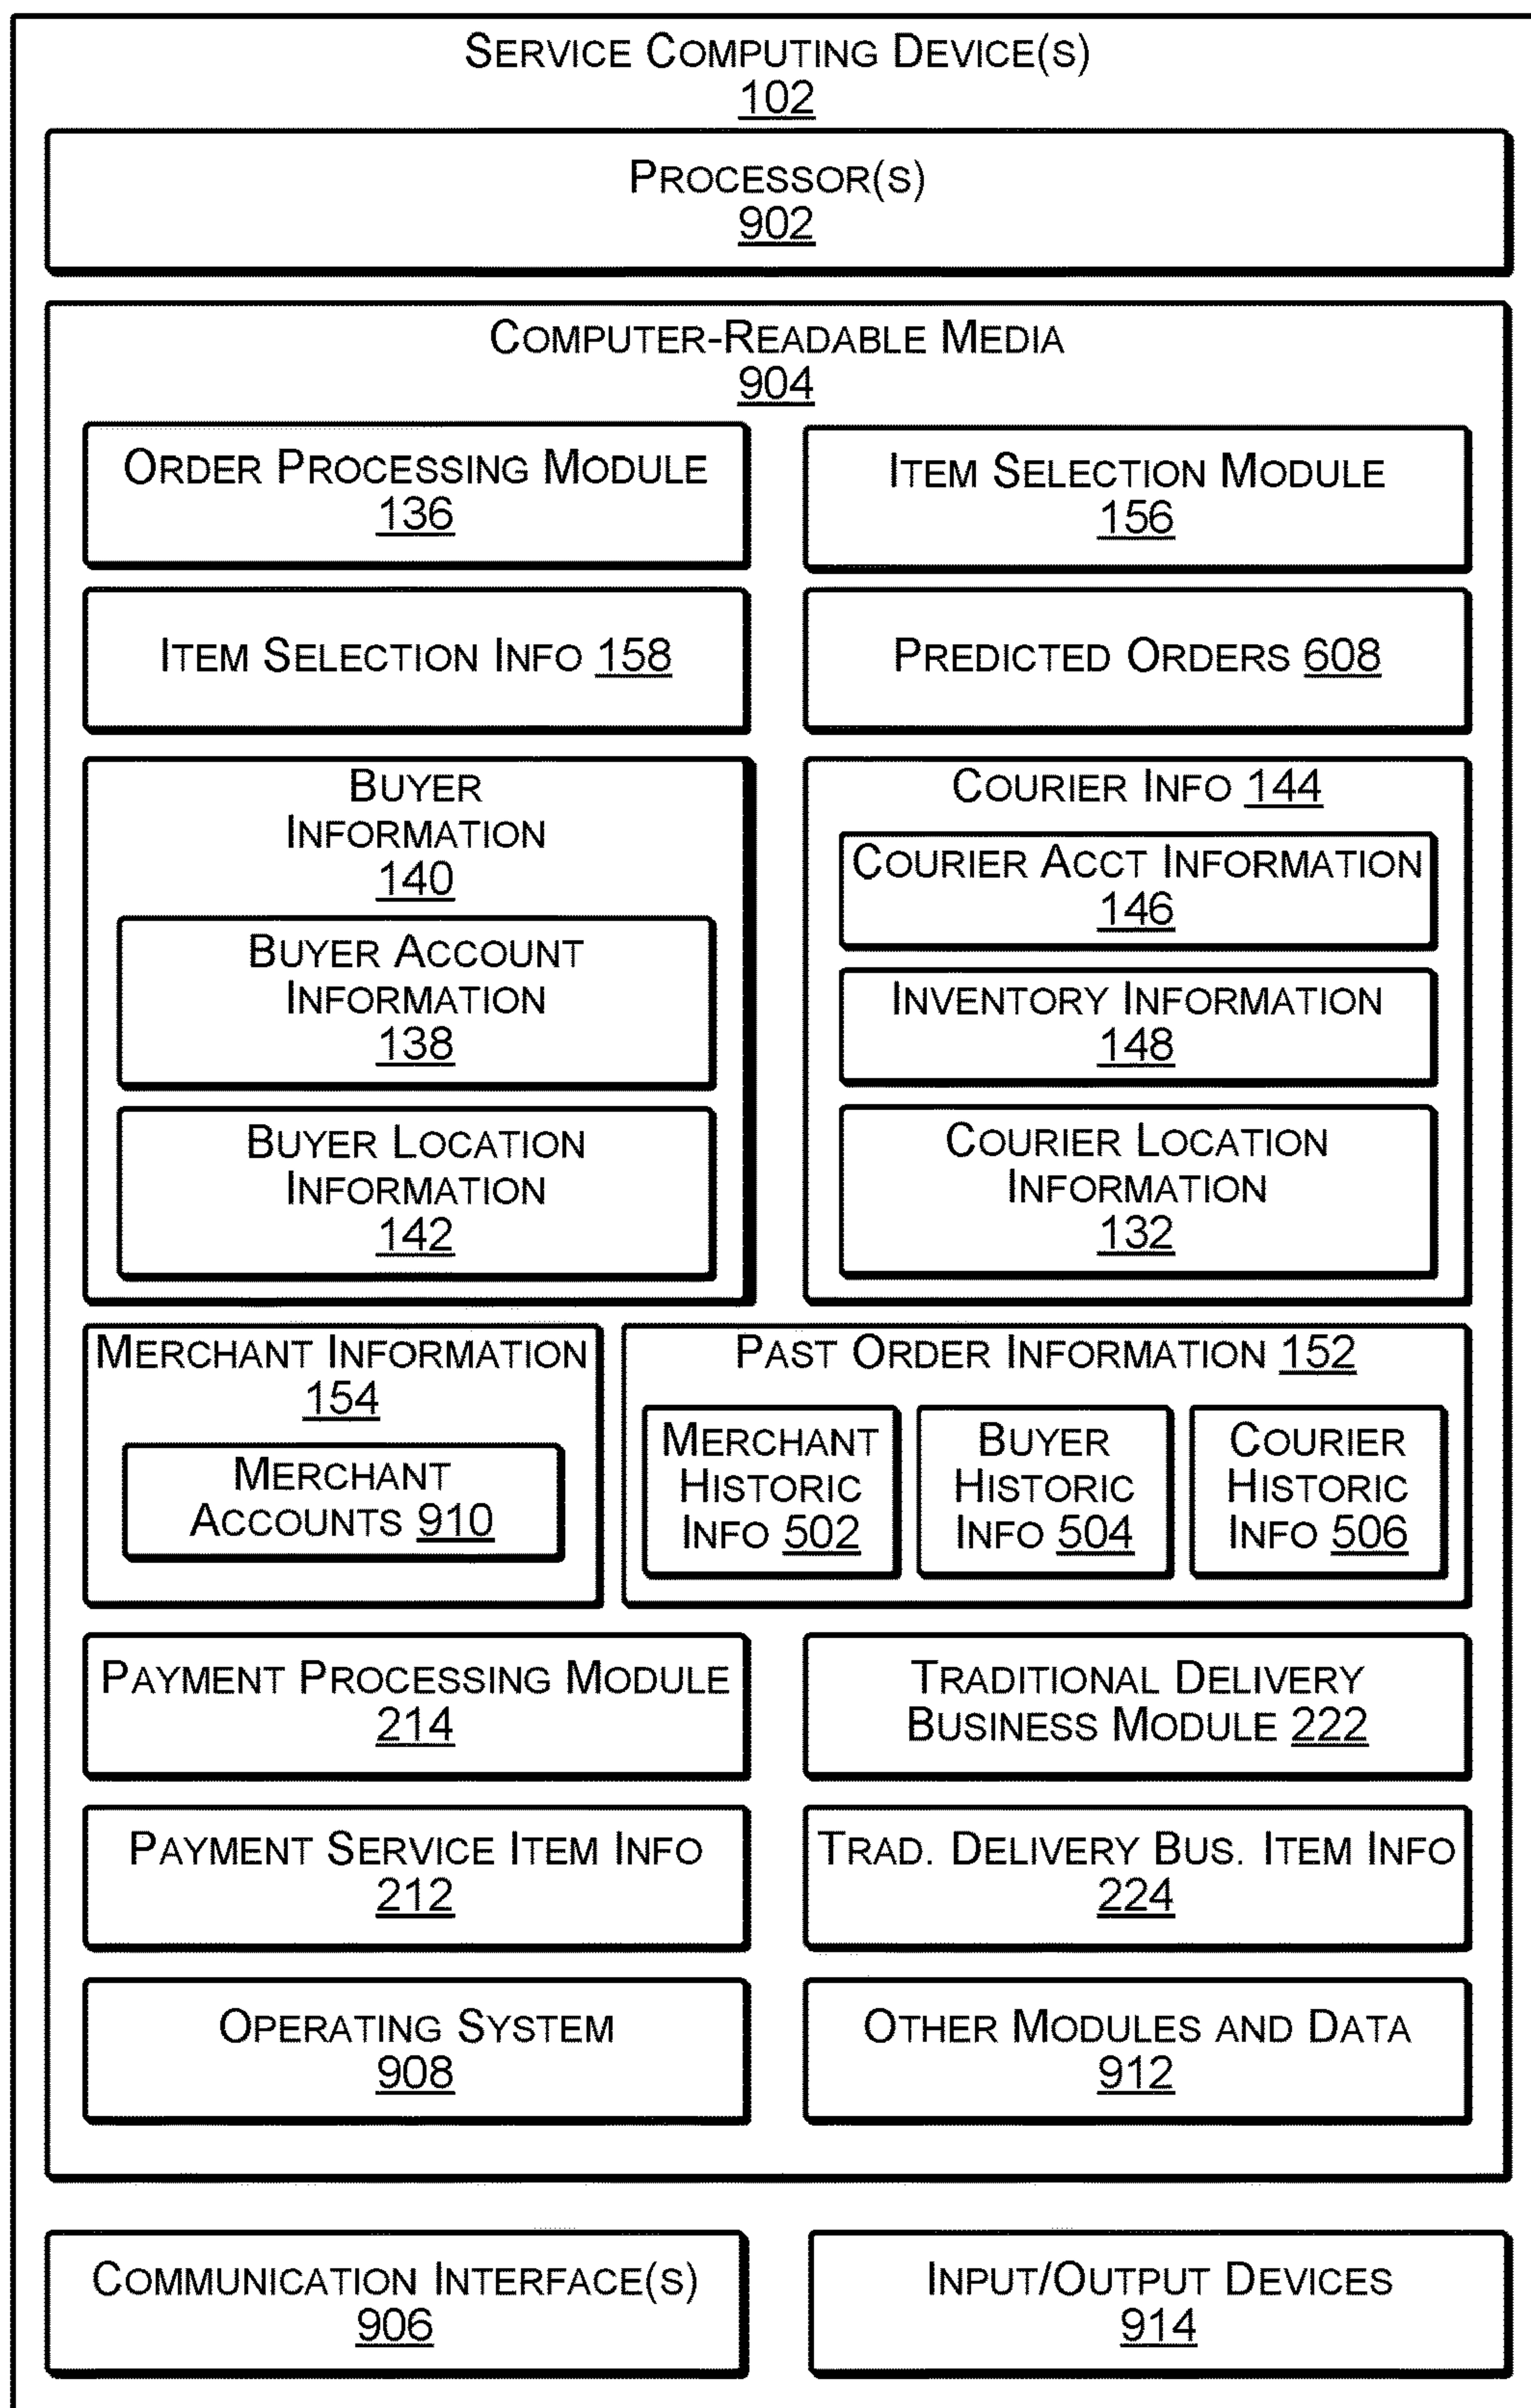 SERVICE COMPUTING DEVICE(S)
102
PROCESSOR(S)
902
COMPUTER-READABLE MEDIA
904
ORDER PROCESSING MODULE
136
ITEM SELECTION MODULE
156
ITEM SELECTION INFO 158
PREDICTED ORDERS 608
BUYER
INFORMATION
140
BUYER ACCOUNT
INFORMATION
138
BUYER LOCATION
INFORMATION
142
COURIER INFO 144
COURIER ACCT INFORMATION
146
INVENTORY INFORMATION
148
COURIER LOCATION
INFORMATION
132
MERCHANT INFORMATION
154
MERCHANT
ACCOUNTS 910
PAST ORDER INFORMATION 152
MERCHANT
HISTORIC
INFO 502
BUYER
HISTORIC
INFO 504
COURIER
HISTORIC
INFO 506
PAYMENT PROCESSING MODULE
214
TRADITIONAL DELIVERY
BUSINESS MODULE 222
PAYMENT SERVICE ITEM INFO
212
TRAD. DELIVERY BUS. ITEM INFO
224
OPERATING SYSTEM
908
OTHER MODULES AND DATA
912
COMMUNICATION INTERFACE(S)
906
INPUT/OUTPUT DEVICES
914